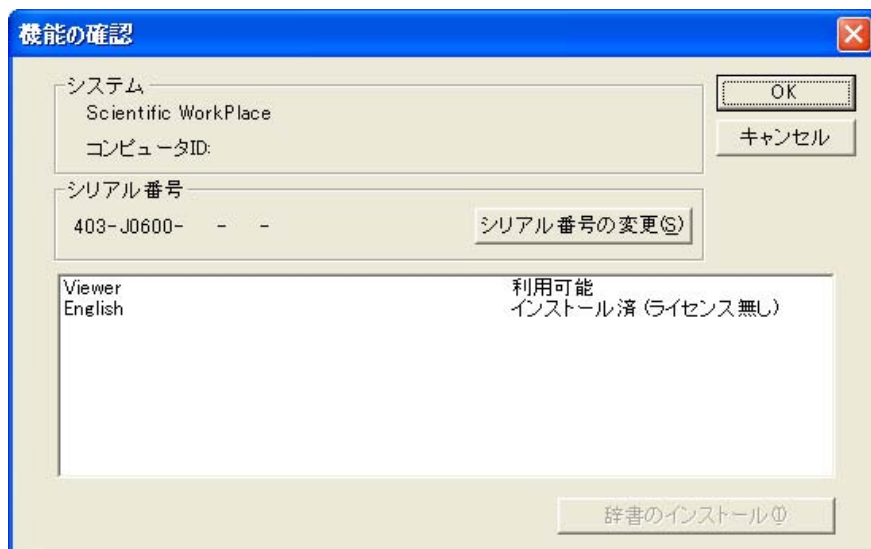 機能の確認
システム
Scientific WorkPlace
コンピュータID:
OK
キャンセル
シリアル番号
403-J0600- - -
シリアル番号の変更(S)
Viewer 利用可能
English インストール済(ライセンス無し)
辞書のインストール(I)